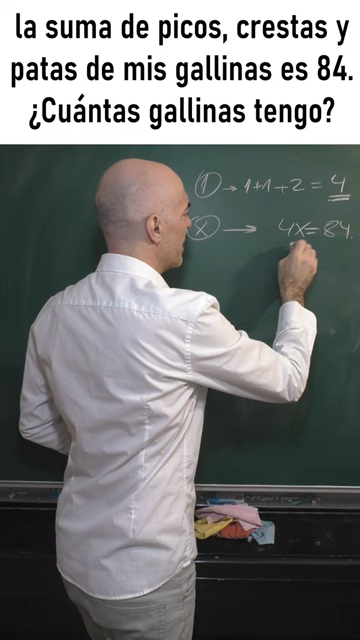 la suma de picos, crestas y
patas de mis gallinas es 84.
¿Cuántas gallinas tengo?
① → 1+1+2 = 4
ⓧ → 4x = 84.